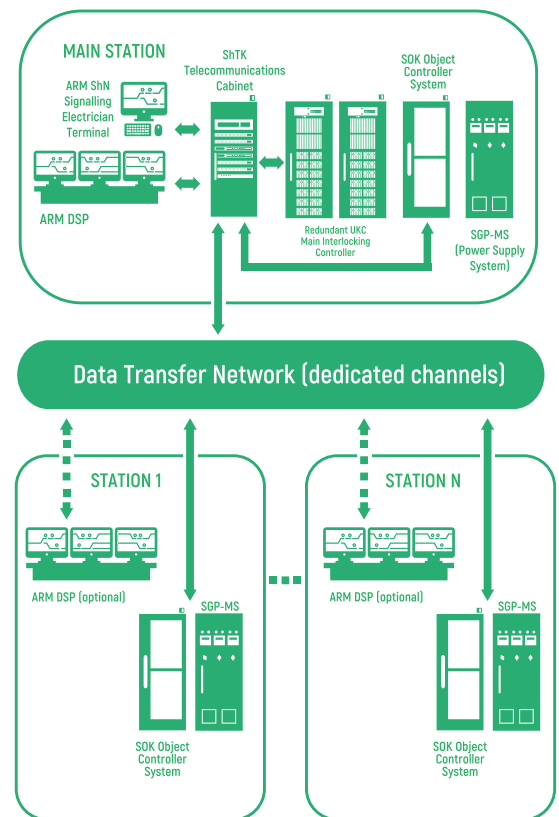 MAIN STATION
ARM ShN
Signalling
Electrician
Terminal
ARM DSP
ShTK
Telecommunications
Cabinet
Redundant UKC
Main Interlocking
Controller
SOK Object
Controller
System
SGP-MS
(Power Supply
System)
Data Transfer Network (dedicated channels)
STATION 1
ARM DSP (optional)
SGP-MS
SOK Object
Controller
System
STATION N
ARM DSP (optional)
SGP-MS
SOK Object
Controller
System